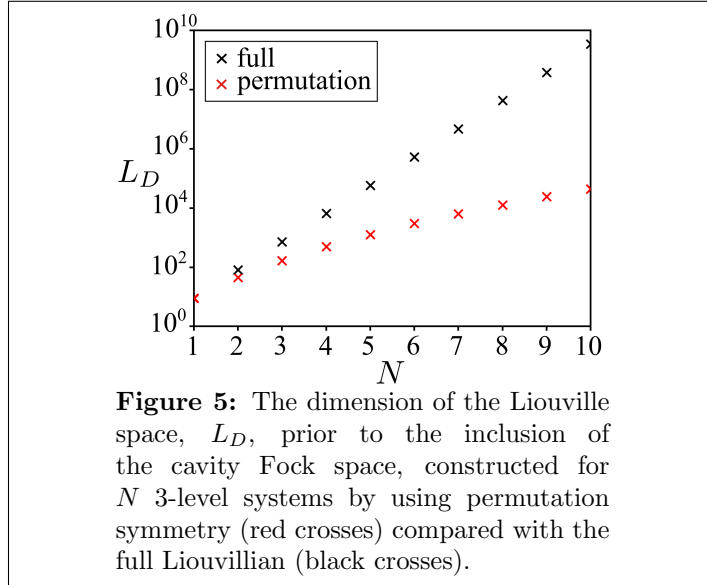 10^10
10^8
10^6
10^4
10^2
10^0
L_D
× full
× permutation
1 2 3 4 5 6 7 8 9 10
N
Figure 5: The dimension of the Liouville
space, L_D, prior to the inclusion of
the cavity Fock space, constructed for
N 3-level systems by using permutation
symmetry (red crosses) compared with the
full Liouvillian (black crosses).